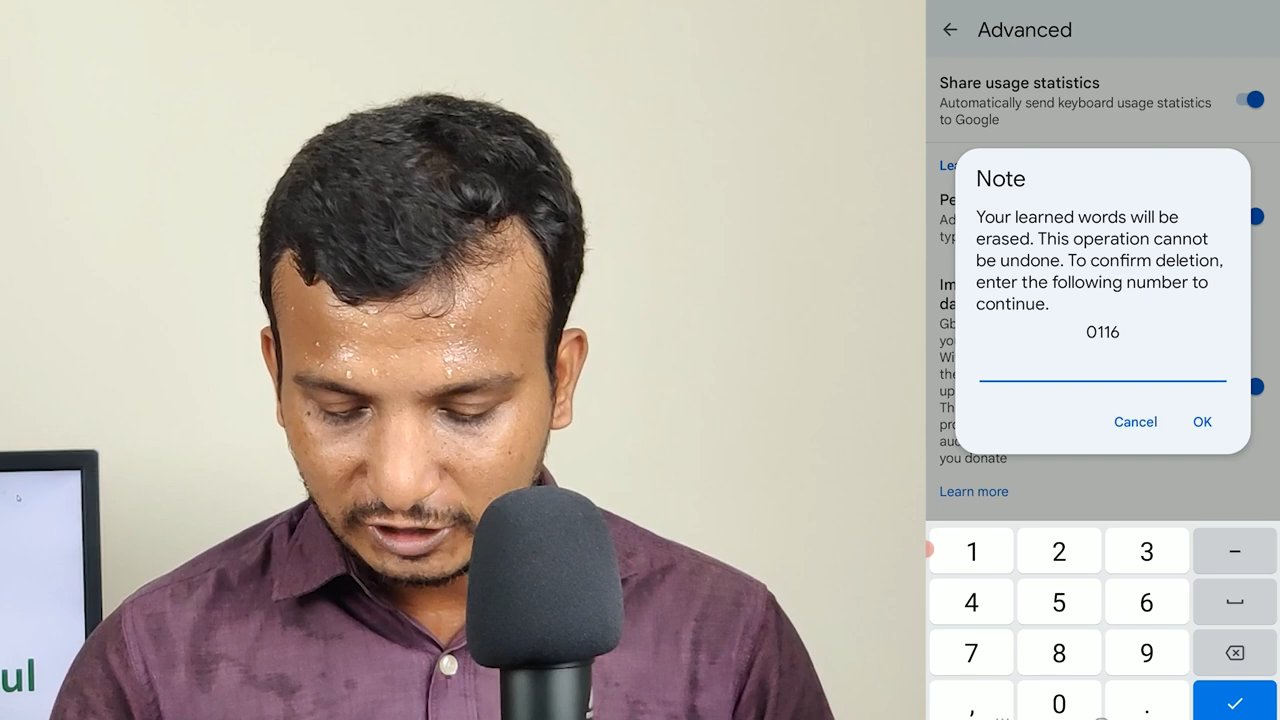 Advanced
Share usage statistics
Automatically send keyboard usage statistics
to Google
Note
Your learned words will be
erased. This operation cannot
be undone. To confirm deletion,
enter the following number to
continue.
0116
Cancel OK
you donate
Learn more
1 2 3 –
4 5 6
7 8 9
, 0 .
ul